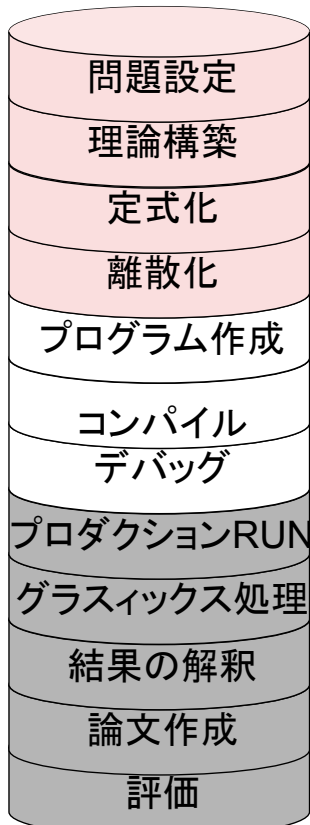 問題設定
理論構築
定式化
離散化
プログラム作成
コンパイル
デバッグ
プロダクションRUN
グラスィックス処理
結果の解釈
論文作成
評価